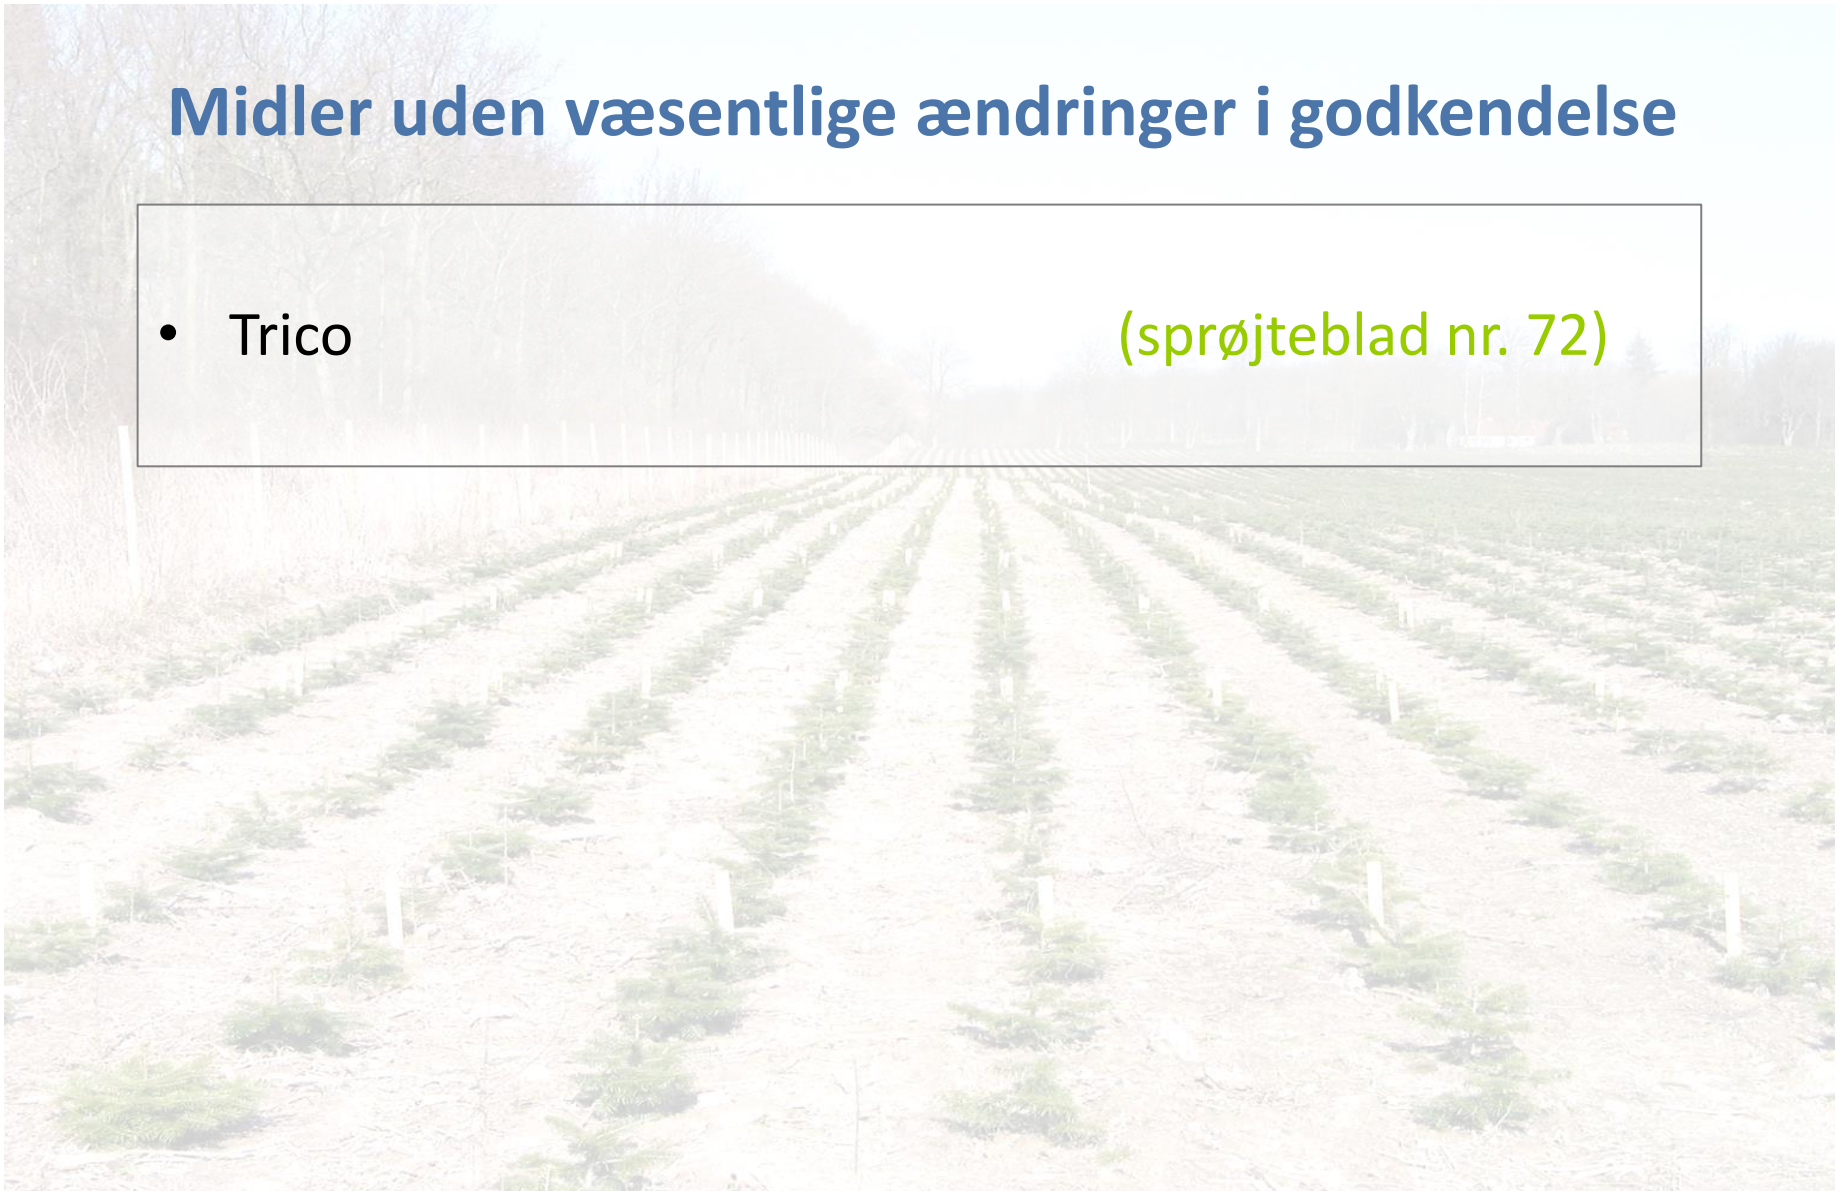 Midler uden væsentlige ændringer i godkendelse
• Trico (sprøjteblad nr. 72)